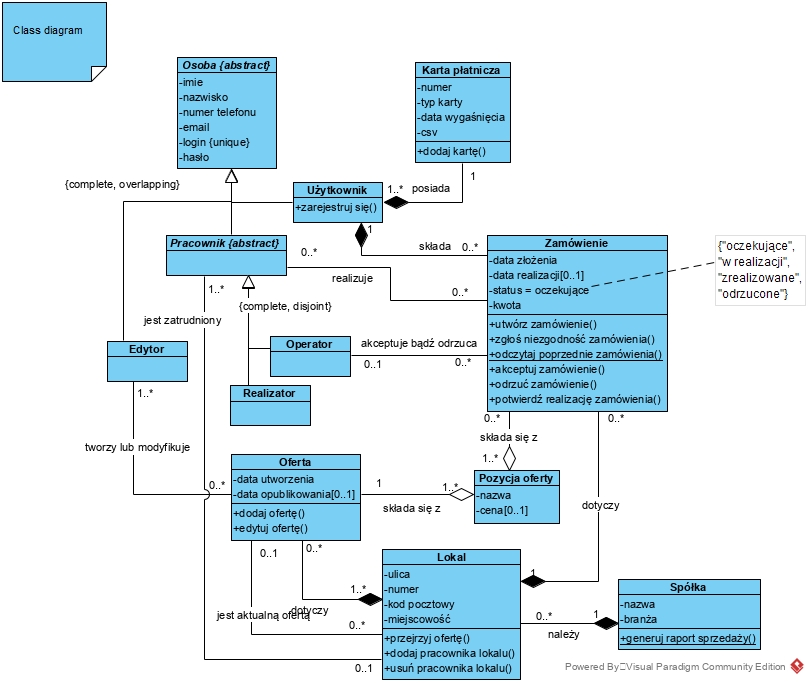 Class diagram
Osoba {abstract}
-imie
-nazwisko
-numer telefonu
-email
-login {unique}
-hasło
Karta płatnicza
-numer
-typ karty
-data wygaśnięcia
-csv
+dodaj kartę()
{complete, overlapping}
Użytkownik
+zarejestruj się()
1..*
posiada
1
1
składa
0..*
Pracownik {abstract}
0..*
realizuje
0..*
Zamówienie
-data złożenia
-data realizacji[0..1]
-status = oczekujące
-kwota
+utwórz zamówienie()
+zgłoś niezgodność zamówienia()
+odczytaj poprzednie zamówienia()
+akceptuj zamówienie()
+odrzuć zamówienie()
+potwierdź realizację zamówienia()
{"oczekujące",
"w realizacji",
"zrealizowane",
"odrzucone"}
1..*
jest zatrudniony
{complete, disjoint}
Edytor
Operator
akceptuje bądź odrzuca
0..1
0..*
Realizator
1..*
tworzy lub modyfikuje
0..*
0..*
składa się z
1..*
0..*
dotyczy
Oferta
-data utworzenia
-data opublikowania[0..1]
+dodaj ofertę()
+edytuj ofertę()
1
składa się z
1..*
Pozycja oferty
-nazwa
-cena[0..1]
0..1
0..*
jest aktualną ofertą
dotyczy
1..*
0..*
0..1
Lokal
-ulica
-numer
-kod pocztowy
-miejscowość
+przejrzyj ofertę()
+dodaj pracownika lokalu()
+usuń pracownika lokalu()
1
0..*
należy
1
Spółka
-nazwa
-branża
+generuj raport sprzedaży()
Powered By Visual Paradigm Community Edition